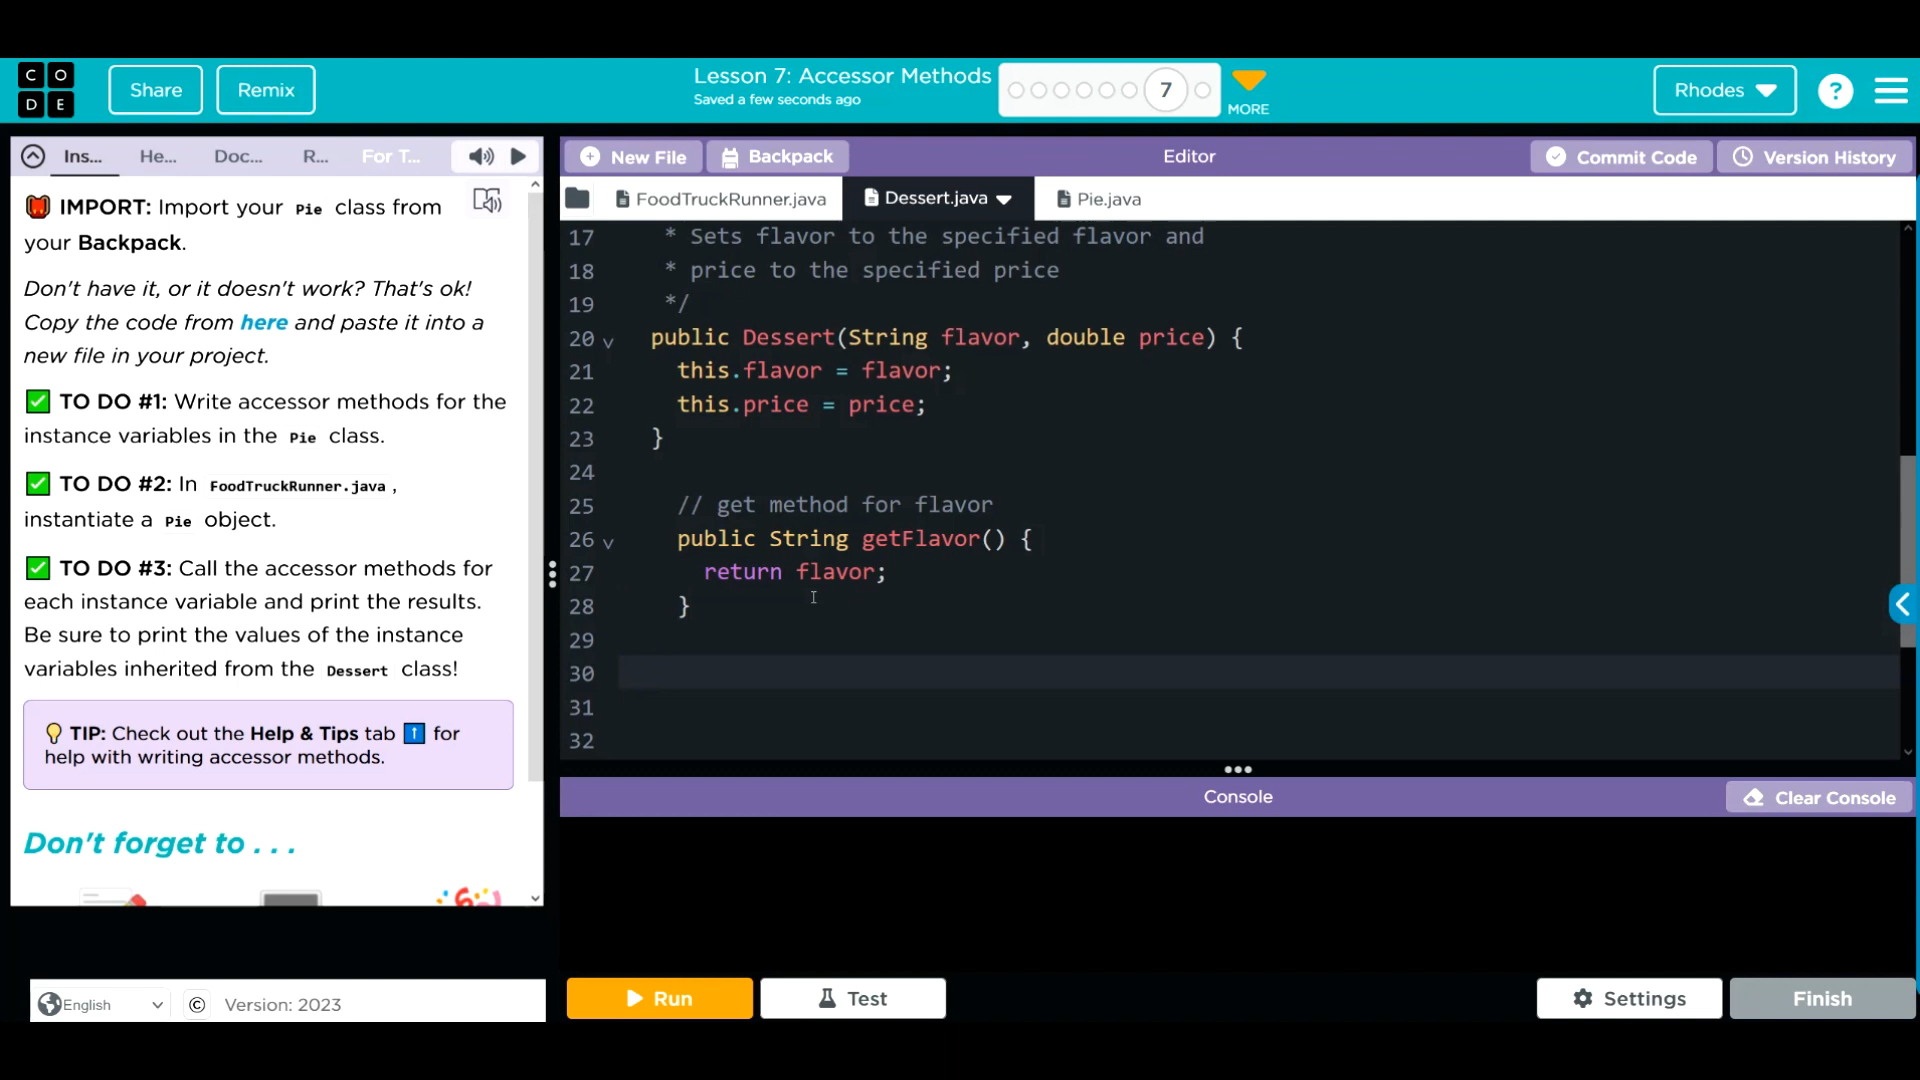 C O
D E
Share
Remix
Lesson 7: Accessor Methods
Saved a few seconds ago
7
MORE
Rhodes
?
Ins...
He...
Doc...
R...
For T...
New File
Backpack
Editor
Commit Code
Version History
FoodTruckRunner.java
Dessert.java
Pie.java
IMPORT: Import your Pie class from
your Backpack.
Don't have it, or it doesn't work? That's ok!
Copy the code from here and paste it into a
new file in your project.
TO DO #1: Write accessor methods for the
instance variables in the Pie class.
TO DO #2: In FoodTruckRunner.java,
instantiate a Pie object.
TO DO #3: Call the accessor methods for
each instance variable and print the results.
Be sure to print the values of the instance
variables inherited from the Dessert class!
TIP: Check out the Help & Tips tab for
help with writing accessor methods.
Don't forget to . . .
17 * Sets flavor to the specified flavor and
18 * price to the specified price
19 */
20 public Dessert(String flavor, double price) {
21 this.flavor = flavor;
22 this.price = price;
23 }
24
25 // get method for flavor
26 public String getFlavor() {
27 return flavor;
28 }
29
30
31
32
Console
Clear Console
English
©
Version: 2023
Run
Test
Settings
Finish